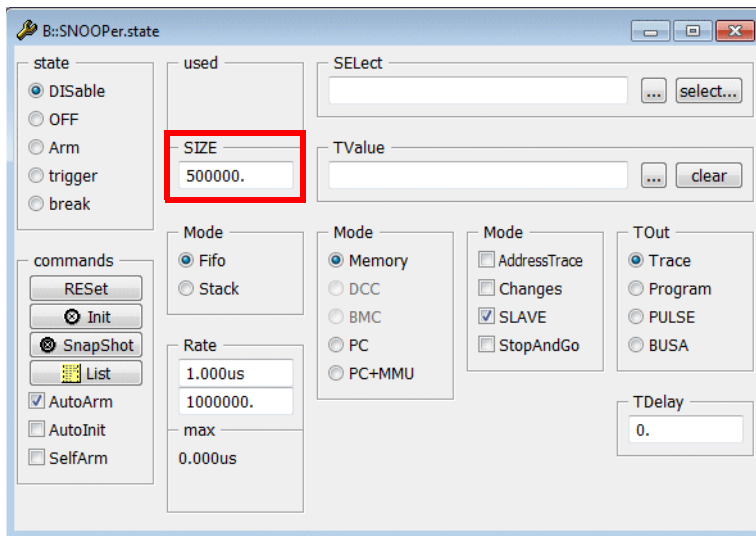 B::SNOOPer.state
state
DISable
OFF
Arm
trigger
break
commands
RESet
Init
SnapShot
List
AutoArm
AutoInit
SelfArm
used
SIZE
500000.
Mode
Fifo
Stack
Rate
1.000us
1000000.
max
0.000us
SELect
...
select...
TValue
...
clear
Mode
Memory
DCC
BMC
PC
PC+MMU
Mode
AddressTrace
Changes
SLAVE
StopAndGo
TOut
Trace
Program
PULSE
BUSA
TDelay
0.